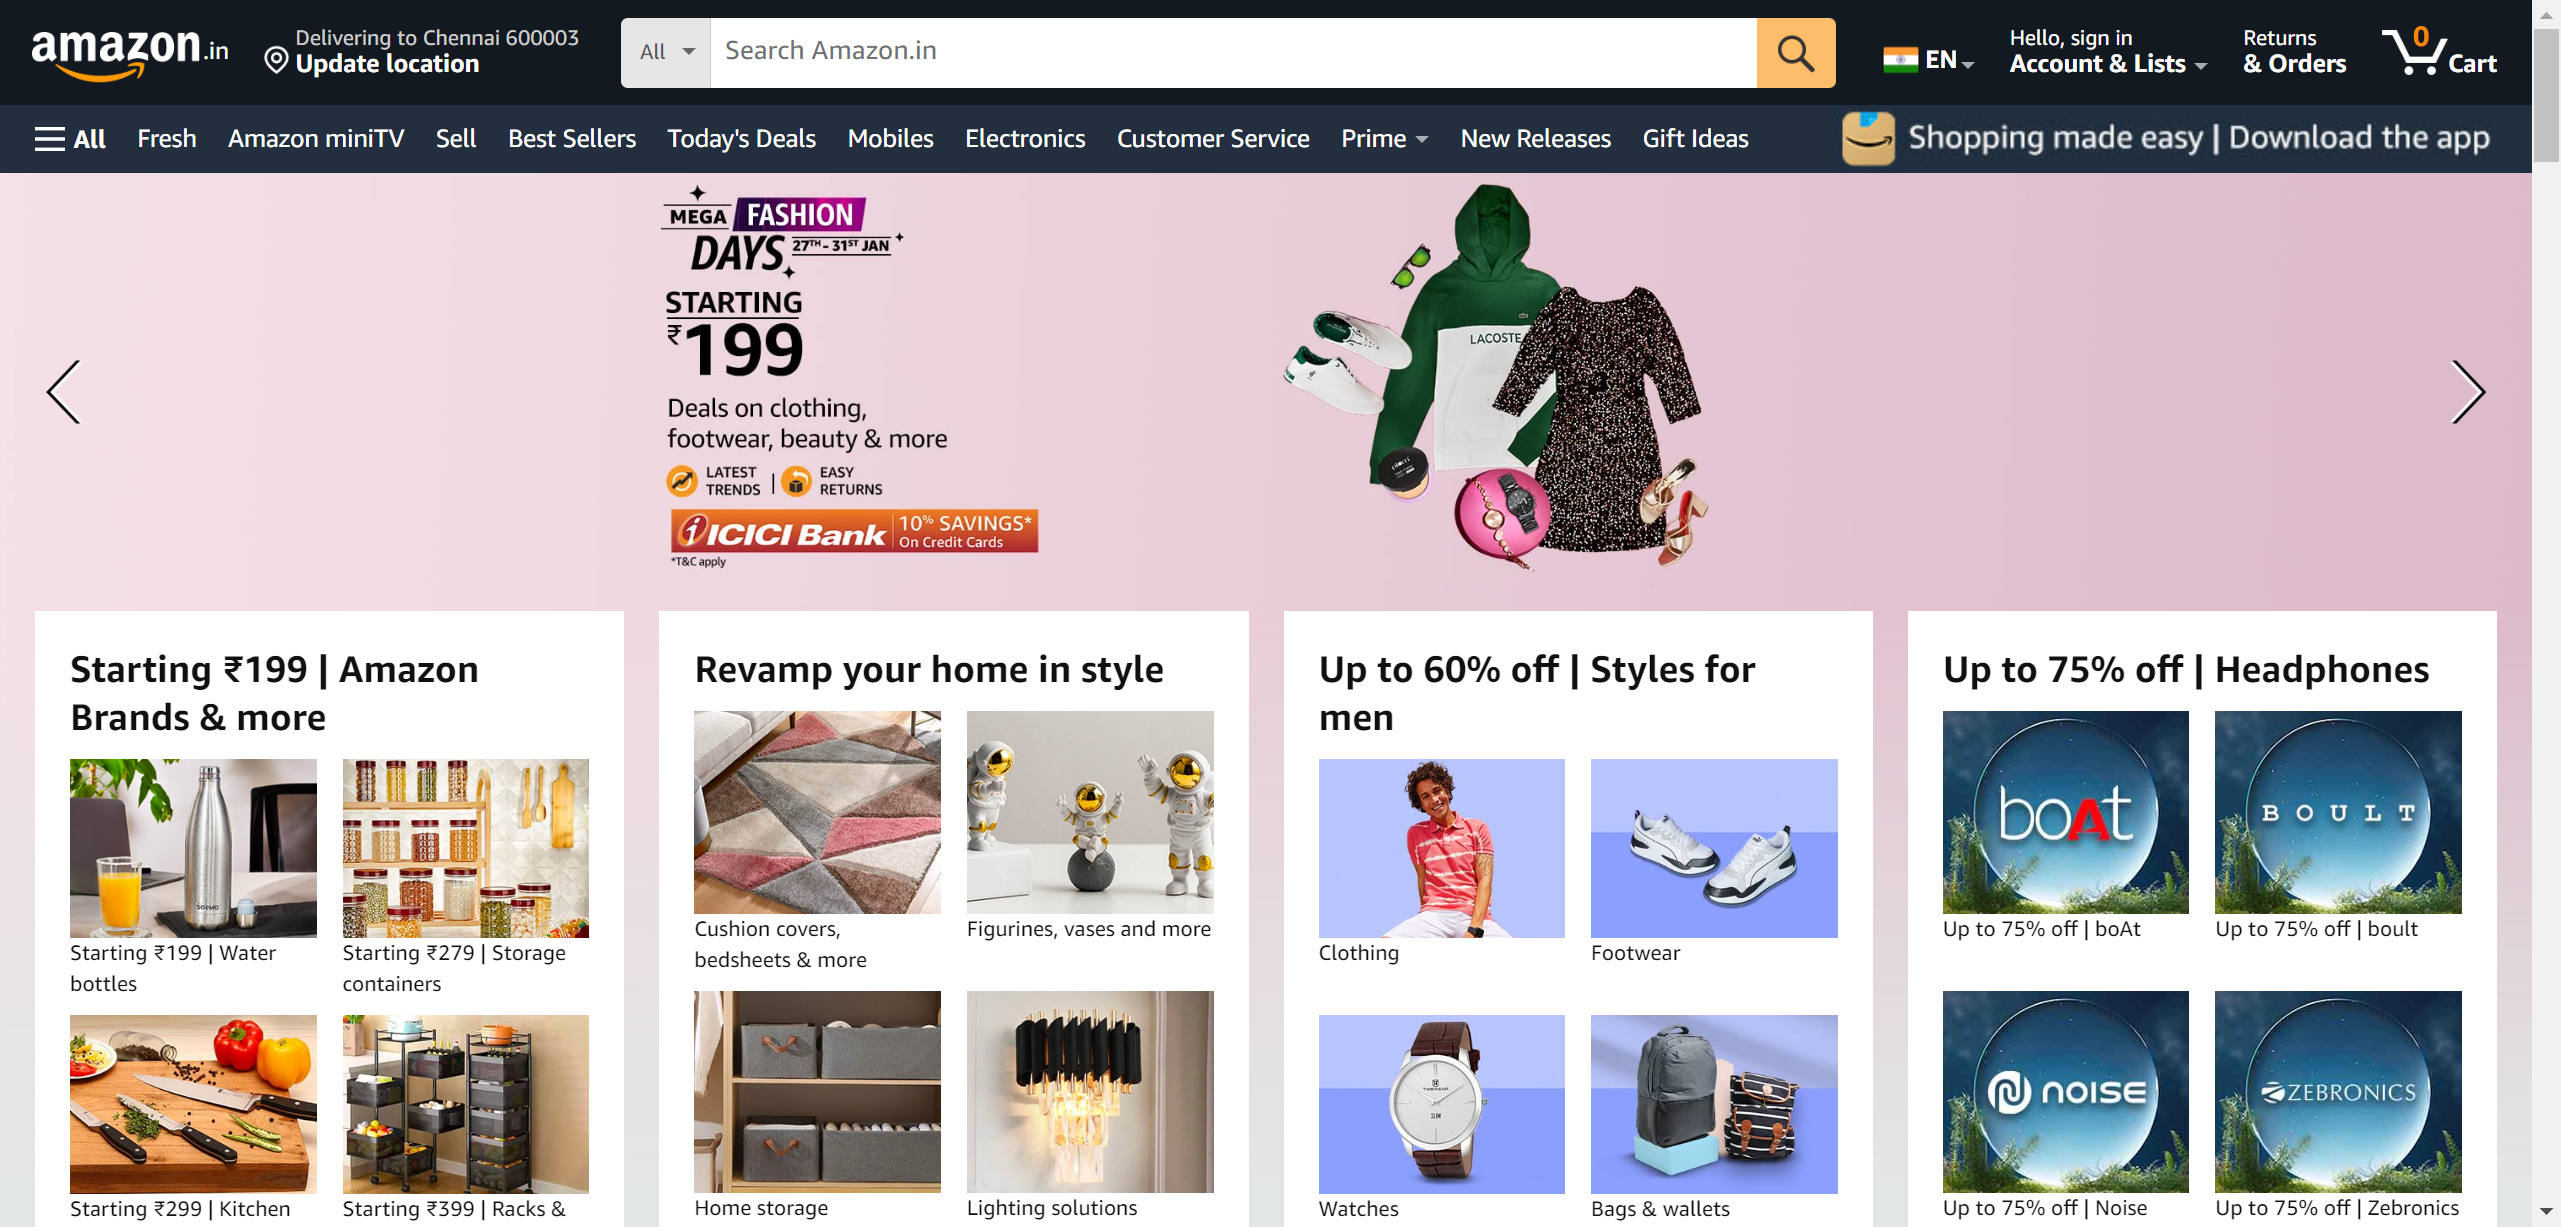 amazon.in
Delivering to Chennai 600003
Update location
All
Search Amazon.in
EN
Hello, sign in
Account & Lists
Returns
& Orders
0
Cart
All
Fresh
Amazon miniTV
Sell
Best Sellers
Today's Deals
Mobiles
Electronics
Customer Service
Prime
New Releases
Gift Ideas
Shopping made easy | Download the app
MEGA FASHION
DAYS 27TH - 31ST JAN
STARTING
₹199
Deals on clothing,
footwear, beauty & more
LATEST
TRENDS
EASY
RETURNS
ICICI Bank
10% SAVINGS*
On Credit Cards
*T&C apply
LACOSTE
Starting ₹199 | Amazon
Brands & more
SOLIMO
Starting ₹199 | Water
bottles
Starting ₹279 | Storage
containers
Starting ₹299 | Kitchen
Starting ₹399 | Racks &
Revamp your home in style
Cushion covers,
bedsheets & more
Figurines, vases and more
Home storage
Lighting solutions
Up to 60% off | Styles for
men
Clothing
Footwear
SLIM
Watches
Bags & wallets
Up to 75% off | Headphones
boAt
Up to 75% off | boAt
BOULT
Up to 75% off | boult
noise
Up to 75% off | Noise
ZEBRONICS
Up to 75% off | Zebronics